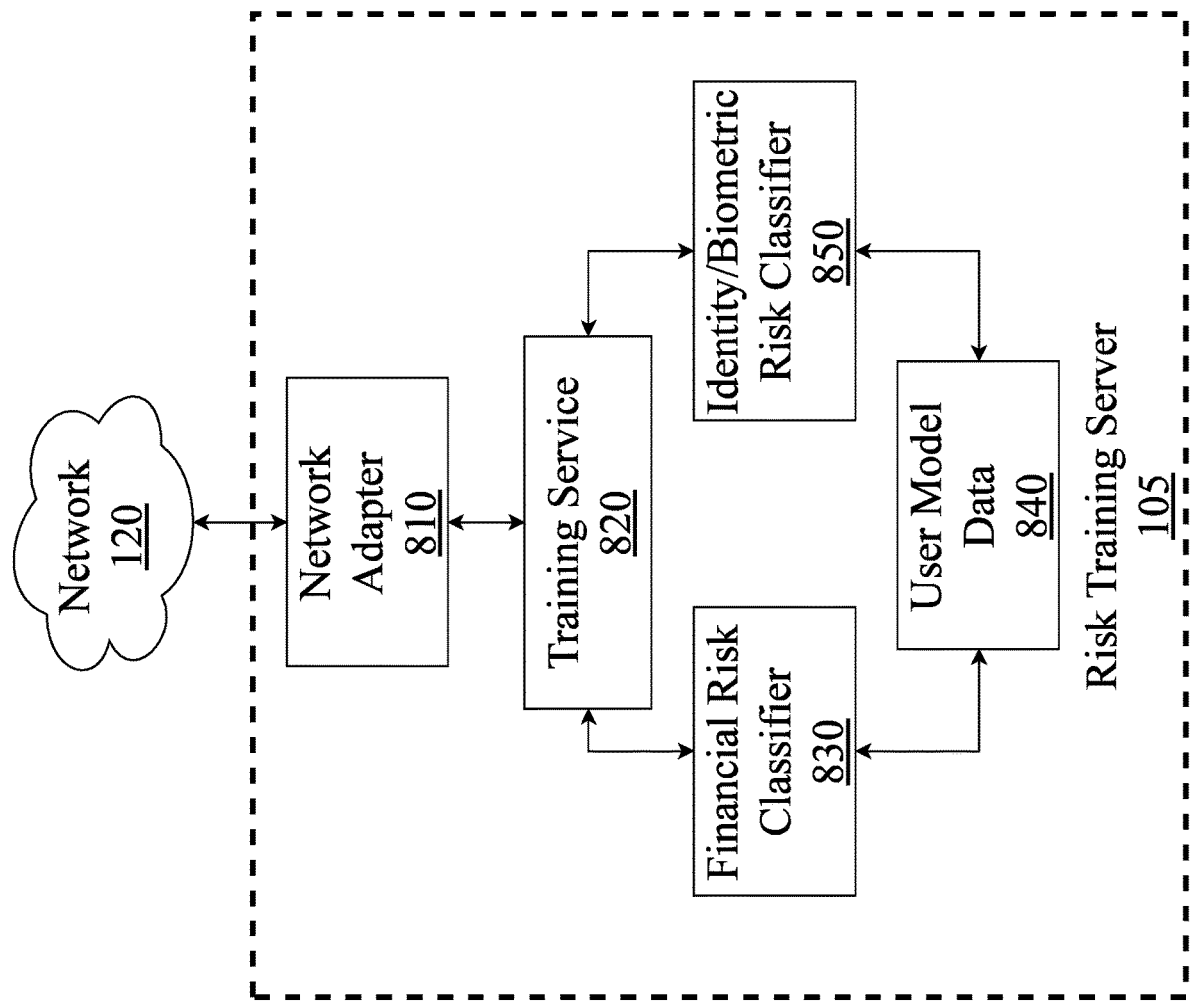 Network
120
Network
Adapter
810
Training Service
820
Financial Risk
Classifier
830
Identity/Biometric
Risk Classifier
850
User Model
Data
840
Risk Training Server
105